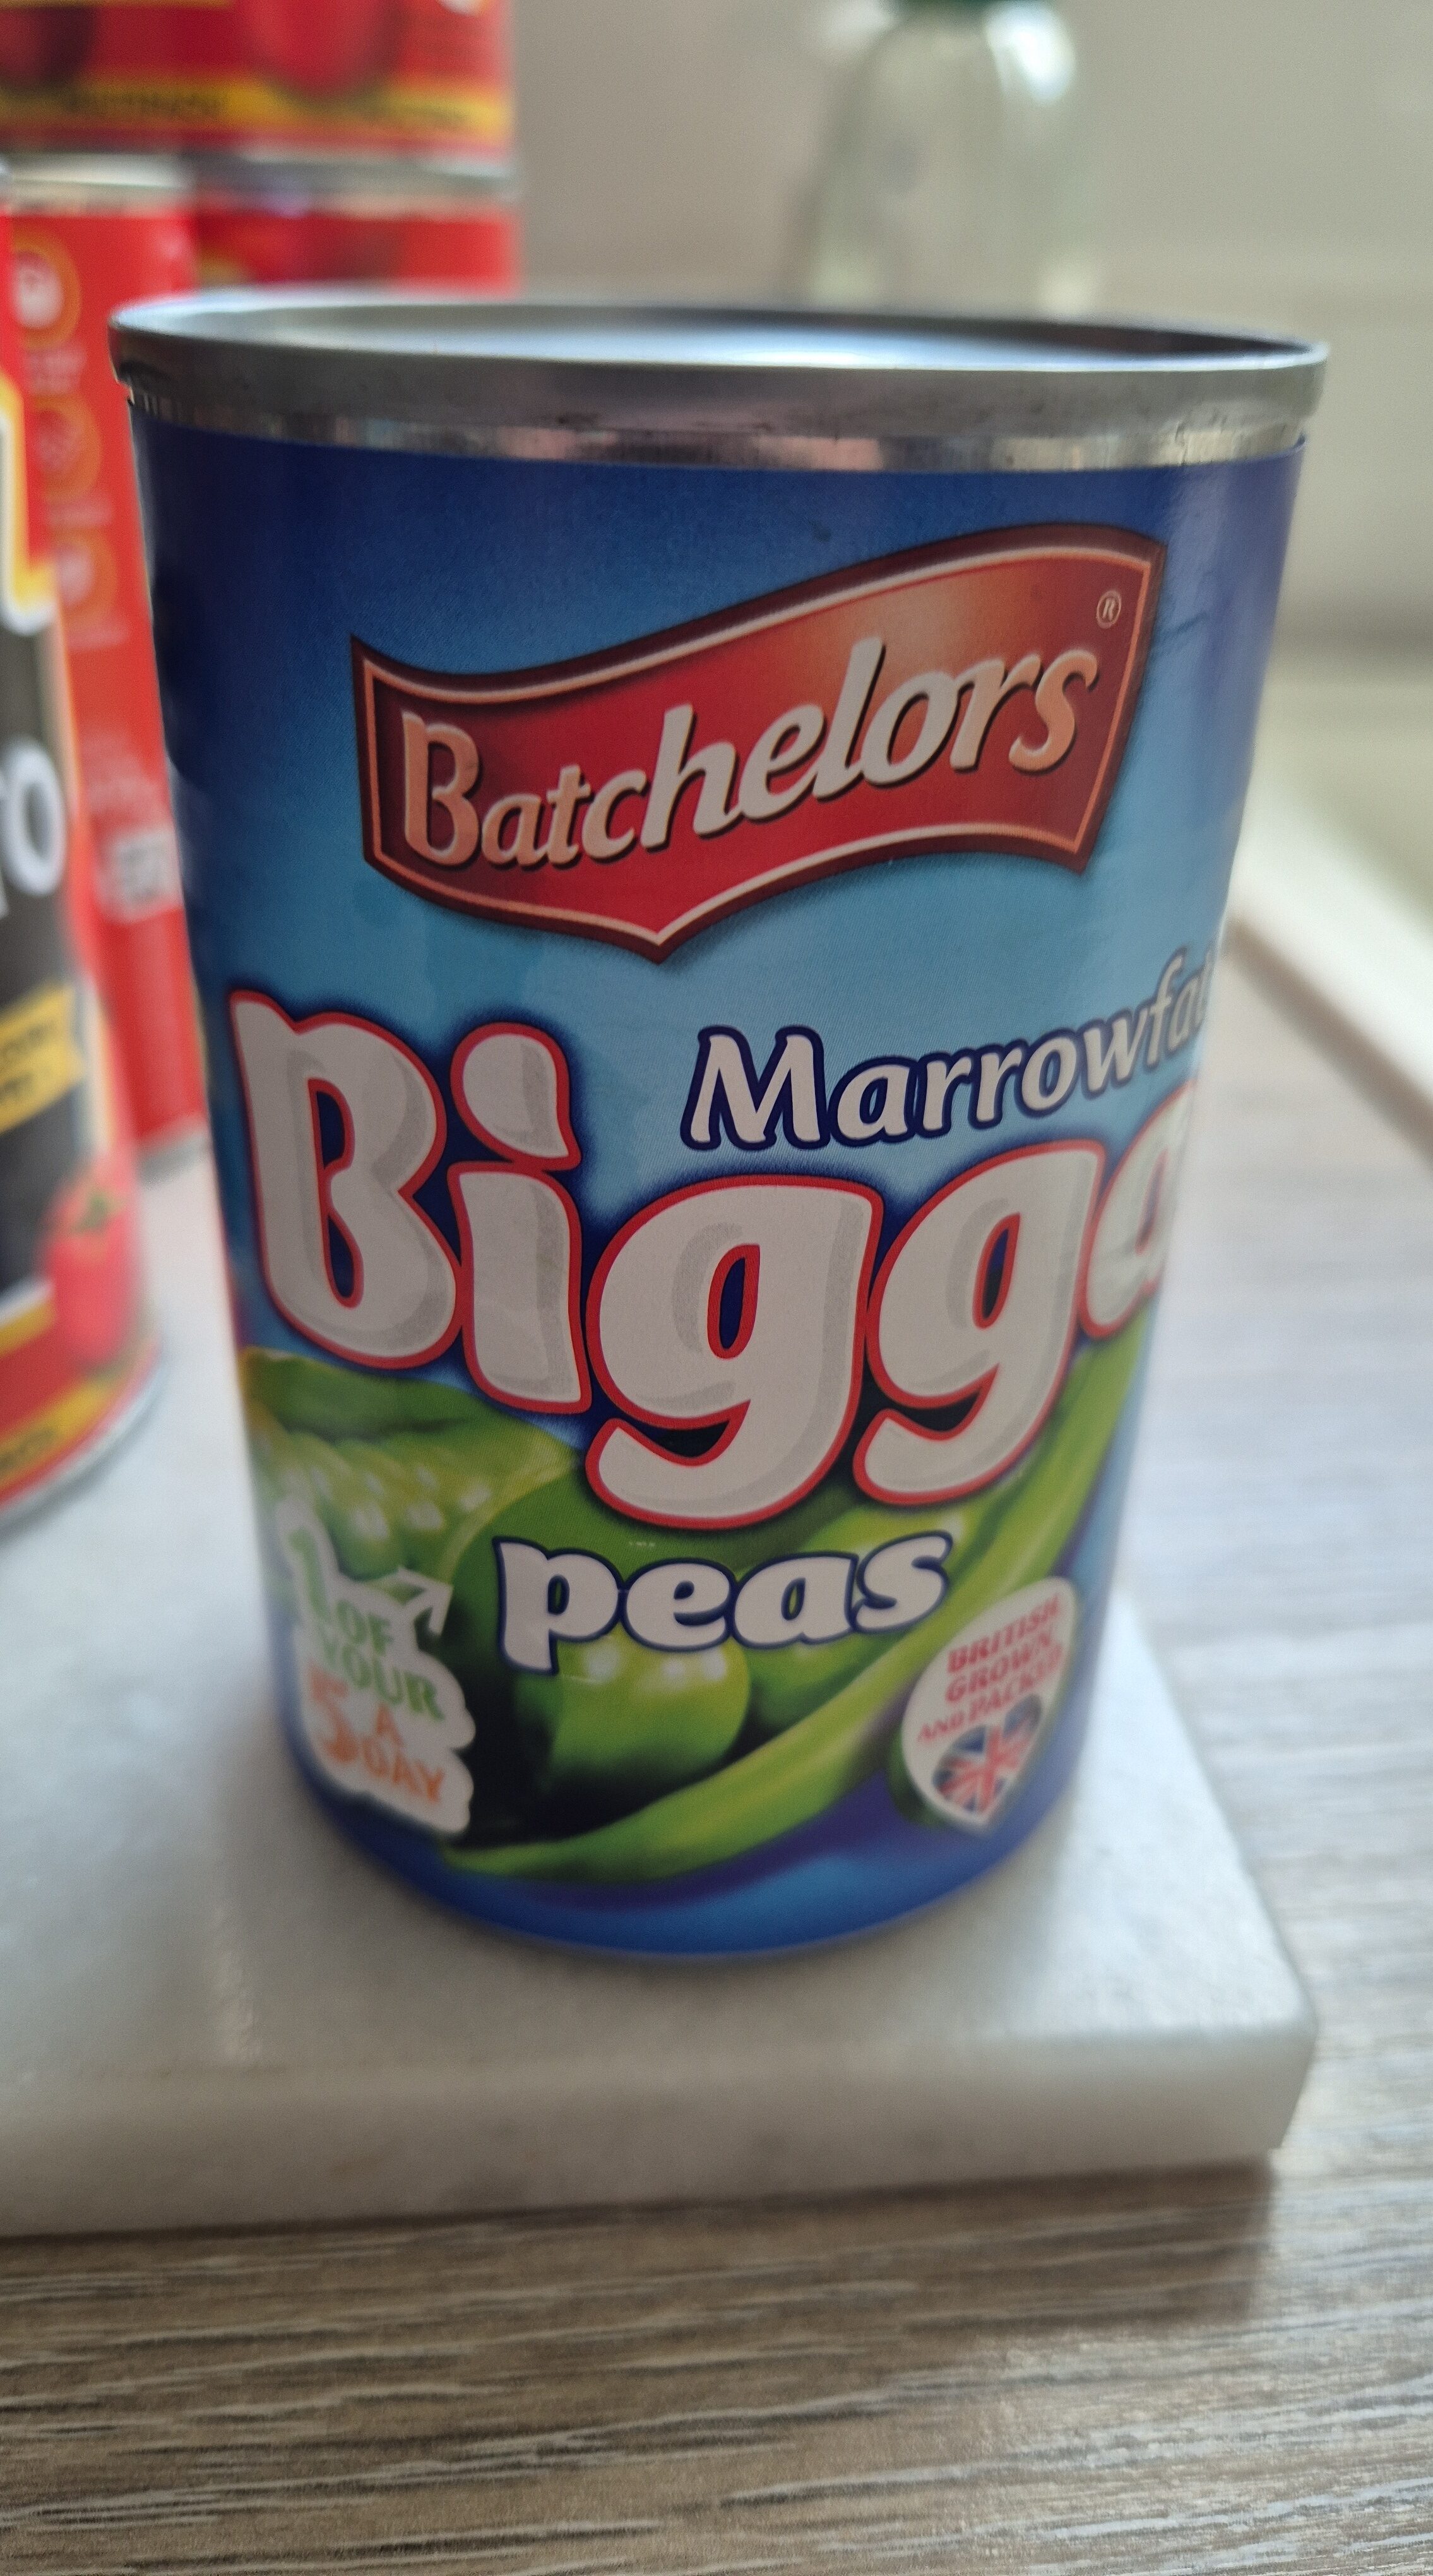 Batchelors®
Marrowfat
Bigga
peas
1 OF
YOUR
5 A
DAY
BRITISH
GROWN
AND PACKED